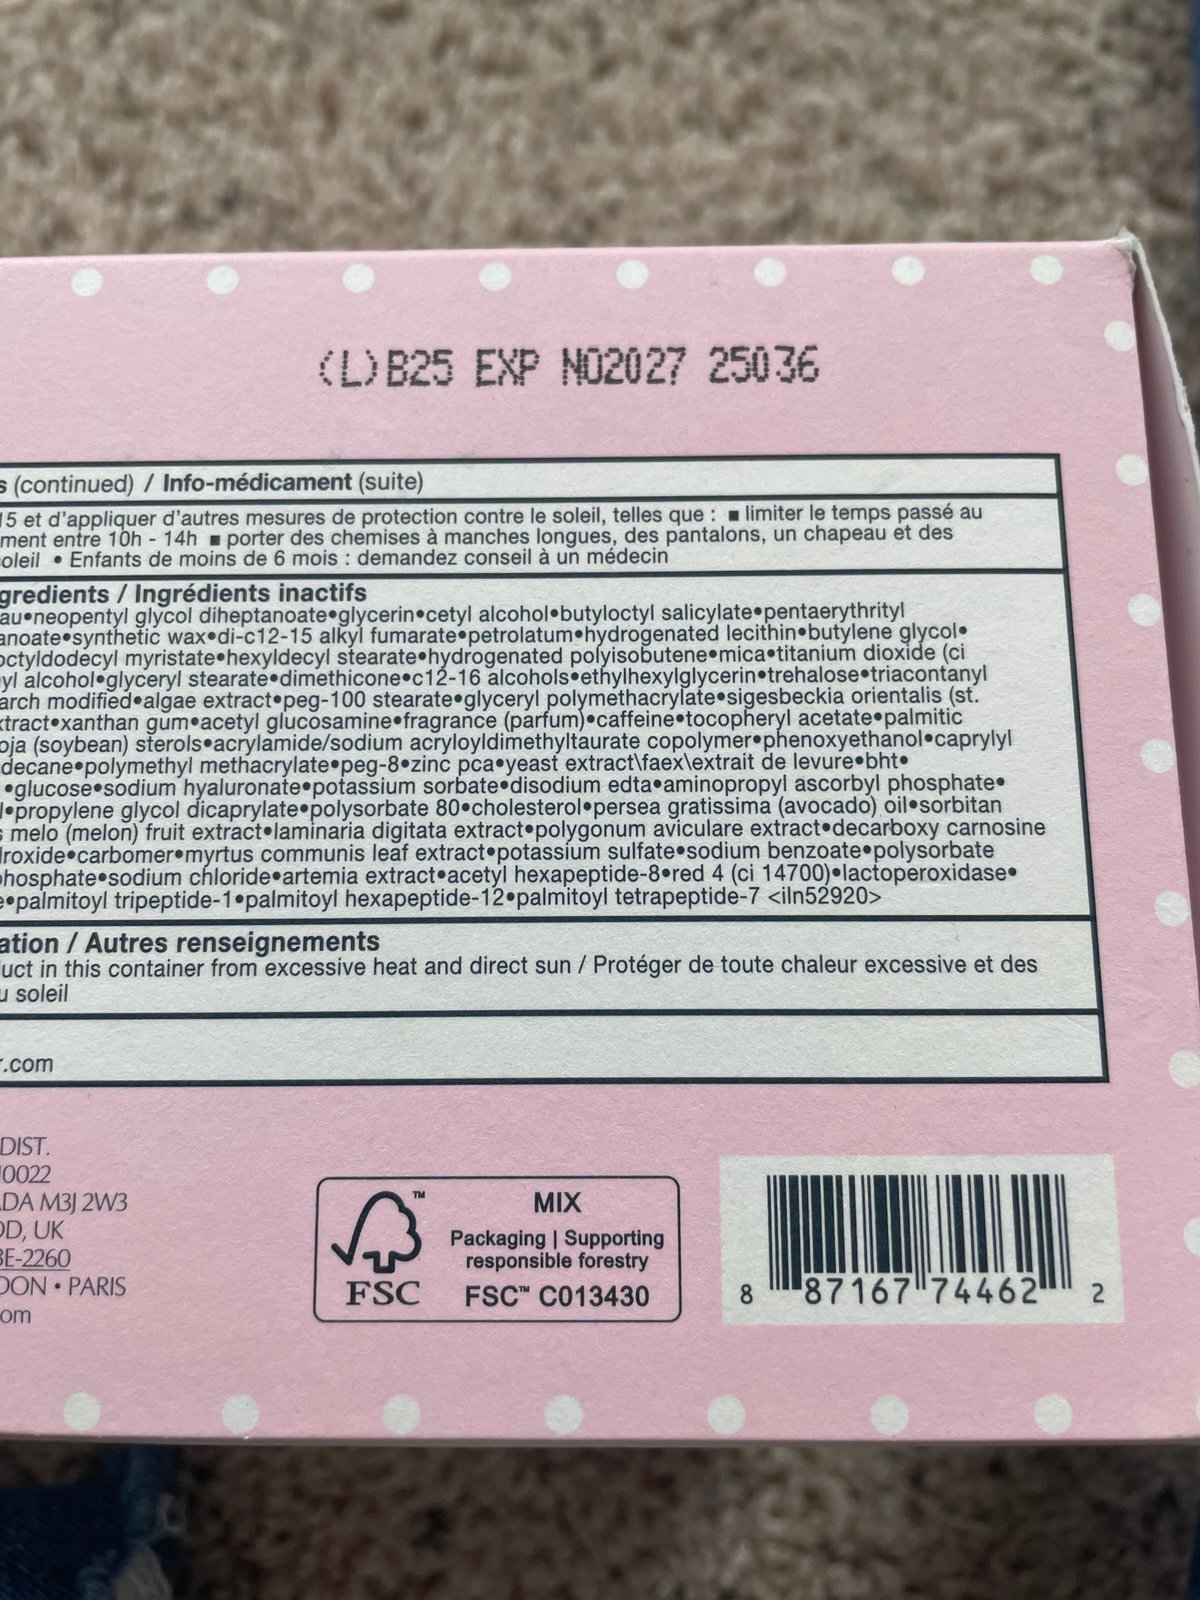 (L)B25 EXP NO2027 25036
s (continued) / Info-médicament (suite)
15 et d'appliquer d'autres mesures de protection contre le soleil, telles que : ■ limiter le temps passé au
ment entre 10h - 14h ■ porter des chemises à manches longues, des pantalons, un chapeau et des
oleil • Enfants de moins de 6 mois : demandez conseil à un médecin
gredients / Ingrédients inactifs
au•neopentyl glycol diheptanoate•glycerin•cetyl alcohol•butyloctyl salicylate•pentaerythrityl
anoate•synthetic wax•di-c12-15 alkyl fumarate•petrolatum•hydrogenated lecithin•butylene glycol•
octyldodecyl myristate•hexyldecyl stearate•hydrogenated polyisobutene•mica•titanium dioxide (ci
yl alcohol•glyceryl stearate•dimethicone•c12-16 alcohols•ethylhexylglycerin•trehalose•triacontanyl
arch modified•algae extract•peg-100 stearate•glyceryl polymethacrylate•sigesbeckia orientalis (st.
xtract•xanthan gum•acetyl glucosamine•fragrance (parfum)•caffeine•tocopheryl acetate•palmitic
oja (soybean) sterols•acrylamide/sodium acryloyldimethyltaurate copolymer•phenoxyethanol•caprylyl
decane•polymethyl methacrylate•peg-8•zinc pca•yeast extract\faex\extrait de levure•bht•
•glucose•sodium hyaluronate•potassium sorbate•disodium edta•aminopropyl ascorbyl phosphate•
l•propylene glycol dicaprylate•polysorbate 80•cholesterol•persea gratissima (avocado) oil•sorbitan
s melo (melon) fruit extract•laminaria digitata extract•polygonum aviculare extract•decarboxy carnosine
droxide•carbomer•myrtus communis leaf extract•potassium sulfate•sodium benzoate•polysorbate
phosphate•sodium chloride•artemia extract•acetyl hexapeptide-8•red 4 (ci 14700)•lactoperoxidase•
e•palmitoyl tripeptide-1•palmitoyl hexapeptide-12•palmitoyl tetrapeptide-7 <iln52920>
ation / Autres renseignements
uct in this container from excessive heat and direct sun / Protéger de toute chaleur excessive et des
u soleil
r.com
DIST.
10022
ADA M3J 2W3
OD, UK
BE-2260
DON • PARIS
om
FSC™
MIX
Packaging | Supporting
responsible forestry
FSC™ C013430
8 87167 74462 2